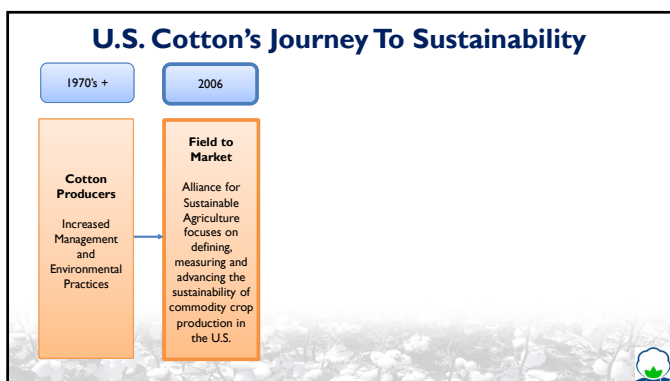 U.S. Cotton's Journey To Sustainability
1970's +
2006
Cotton
Producers
Increased
Management
and
Environmental
Practices
Field to
Market
Alliance for
Sustainable
Agriculture
focuses on
defining,
measuring and
advancing the
sustainability of
commodity crop
production in
the U.S.